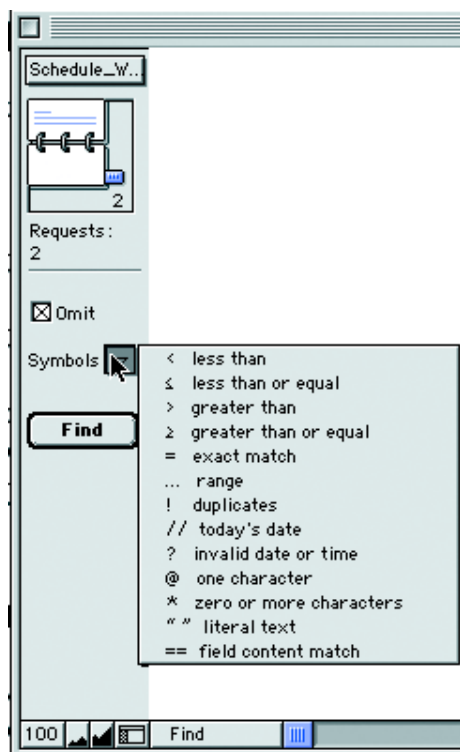 Schedule_W..
2
Requests:
2
Omit
Symbols
< less than
≤ less than or equal
> greater than
≥ greater than or equal
= exact match
... range
! duplicates
// today's date
? invalid date or time
@ one character
* zero or more characters
“ ” literal text
== field content match
Find
100 Find